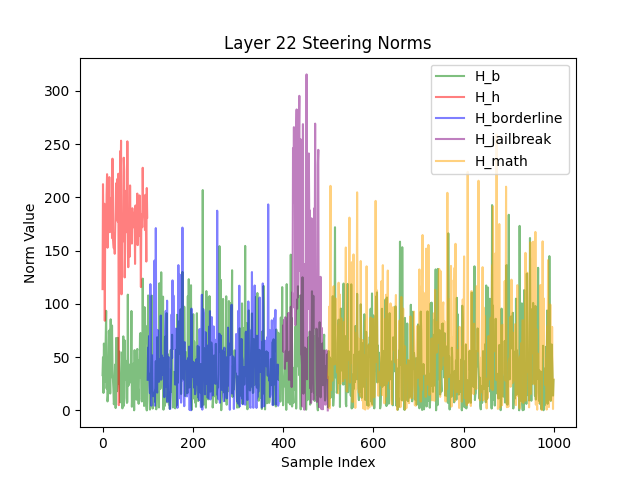 Layer 22 Steering Norms
H_b
H_h
H_borderline
H_jailbreak
H_math
Norm Value
300
250
200
150
100
50
0
0
200
400
600
800
1000
Sample Index